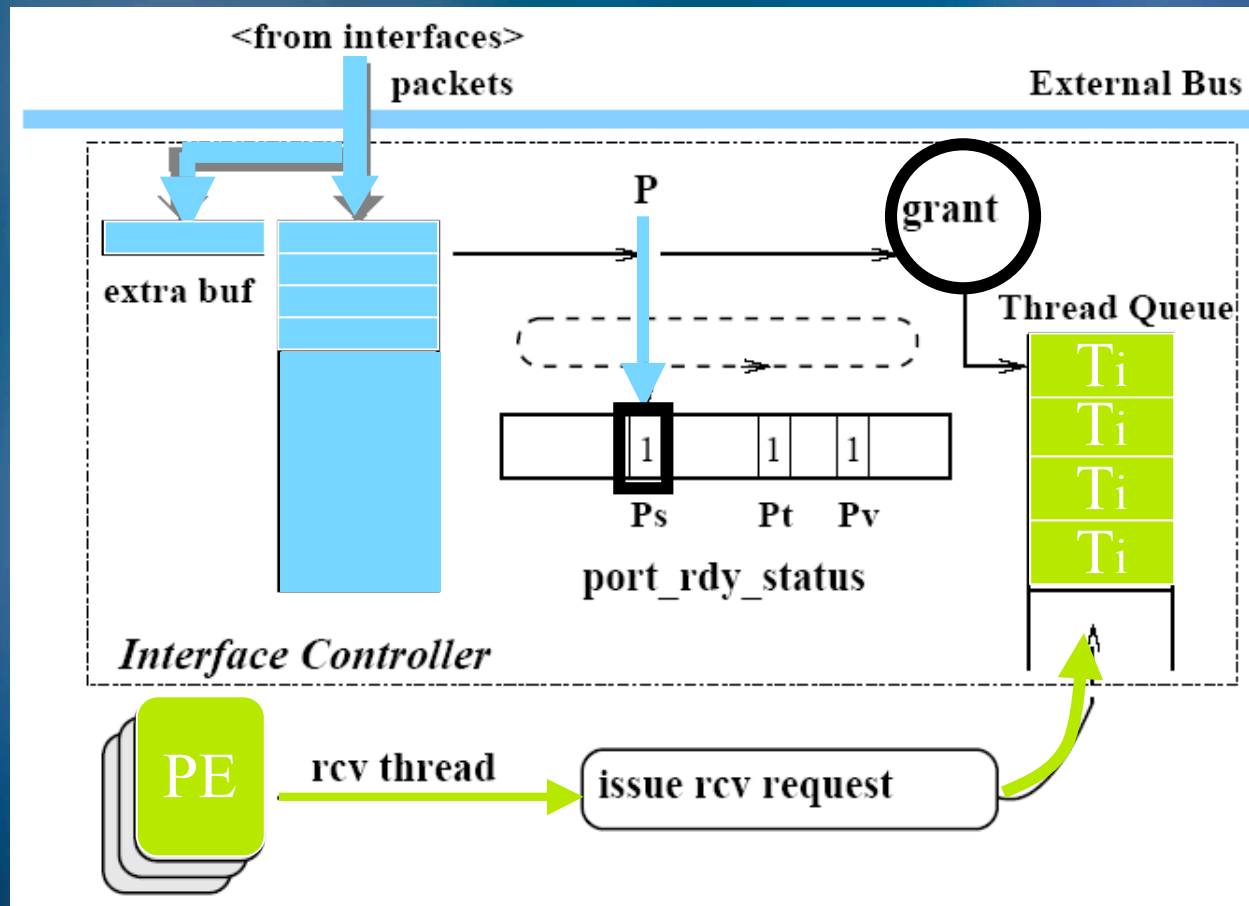 <from interfaces>
packets
External Bus
P
grant
extra buf
Thread Queue
Ti
Ti
Ti
Ti
1
1
1
Ps
Pt
Pv
port_rdy_status
Interface Controller
PE
rcv thread
issue rcv request